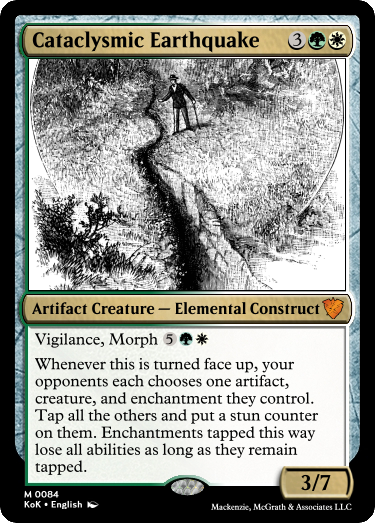 Cataclysmic Earthquake 3
Artifact Creature — Elemental Construct
Vigilance, Morph 5
Whenever this is turned face up, your
opponents each chooses one artifact,
creature, and enchantment they control.
Tap all the others and put a stun counter
on them. Enchantments tapped this way
lose all abilities as long as they remain
tapped.
3/7
M 0084
KoK • English
Mackenzie, McGrath & Associates LLC